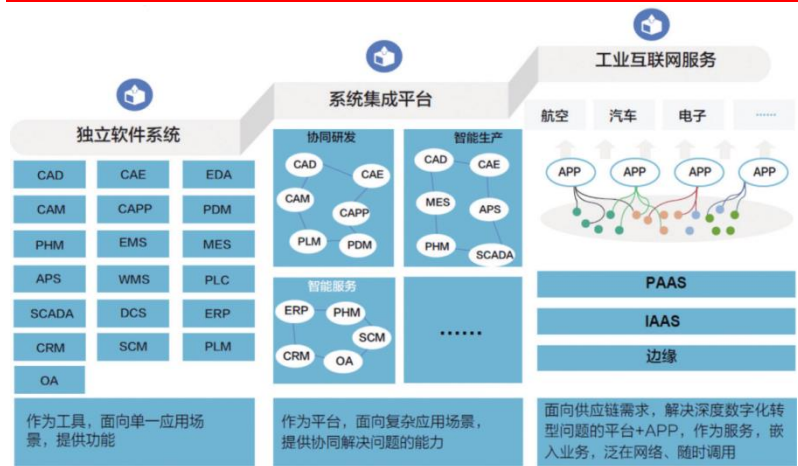 独立软件系统
CAD CAE EDA
CAM CAPP PDM
PHM EMS MES
APS WMS PLC
SCADA DCS ERP
CRM SCM PLM
OA
作为工具，面向单一应用场
景，提供功能
系统集成平台
协同研发
CAD
CAE
CAM
CAPP
PLM
PDM
智能生产
CAD
CAE
MES
APS
PHM
SCADA
智能服务
ERP
PHM
SCM
CRM
OA
......
作为平台，面向复杂应用场景，
提供协同解决问题的能力
工业互联网服务
航空 汽车 电子 ......
APP APP APP APP
PAAS
IAAS
边缘
面向供应链需求，解决深度数字化转
型问题的平台+APP，作为服务，嵌
入业务，泛在网络、随时调用